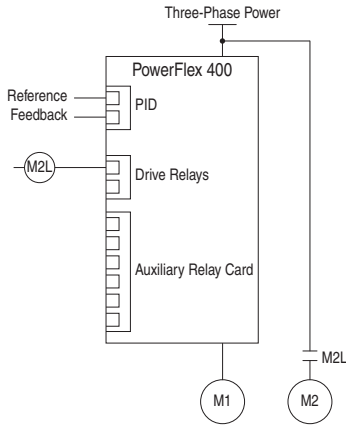 Three-Phase Power
PowerFlex 400
Reference
Feedback
PID
M2L
Drive Relays
Auxiliary Relay Card
M2L
M1
M2